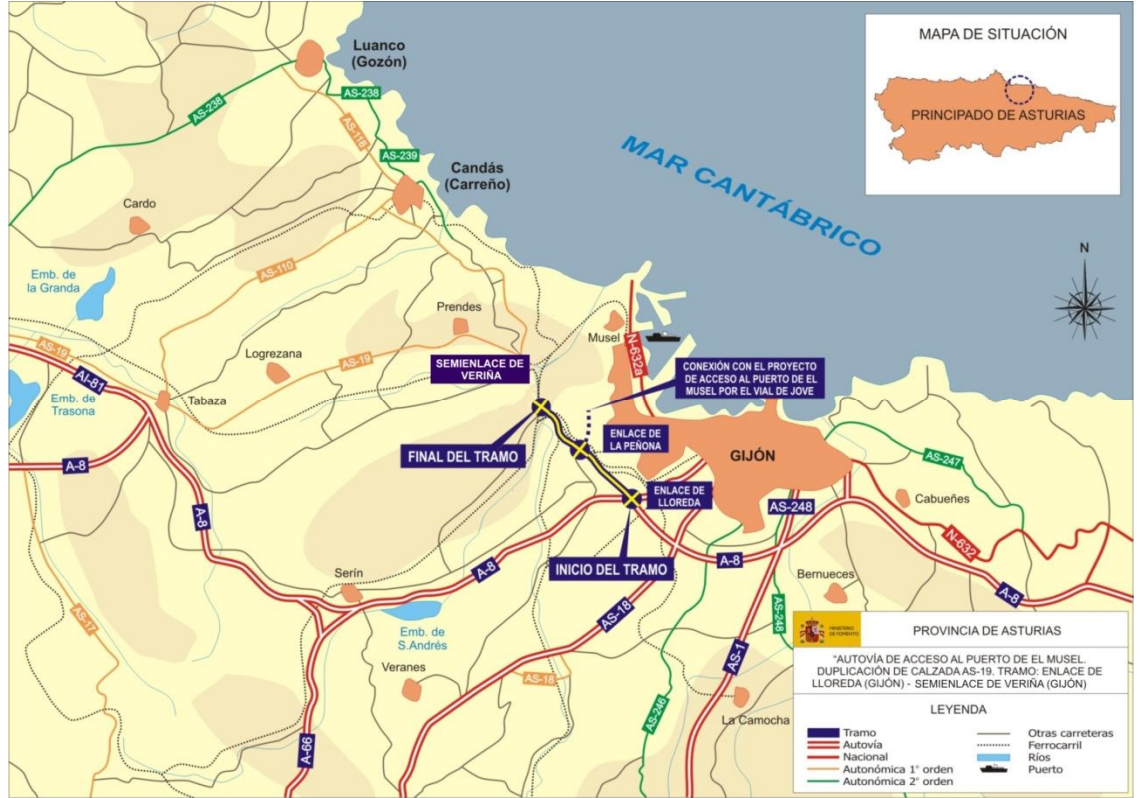 Luanco
(Gozón)
AS-238
AS-238
AS-118
AS-239
Candás
(Carreño)
Cardo
Emb. de
la Granda
AS-110
Prendes
AS-19
Logrezana
AS-19
AI-81
Emb. de
Trasona
Tabaza
A-8
A-8
SEMIENLACE DE
VERIÑA
FINAL DEL TRAMO
Musel
N-632a
CONEXIÓN CON EL PROYECTO
DE ACCESO AL PUERTO DE EL
MUSEL POR EL VIAL DE JOVE
ENLACE DE
LA PEÑONA
GIJÓN
ENLACE DE
LLOREDA
INICIO DEL TRAMO
AS-248
AS-247
Cabueñes
N-632
A-8
A-8
A-8
Bernueces
AS-248
Serín
Emb. de
S.Andrés
AS-18
AS-17
Veranes
AS-18
AS-1
AS-246
La Camocha
A-66
MAR CANTÁBRICO
N
MAPA DE SITUACIÓN
PRINCIPADO DE ASTURIAS
MINISTERIO
DE FOMENTO
PROVINCIA DE ASTURIAS
"AUTOVÍA DE ACCESO AL PUERTO DE EL MUSEL.
DUPLICACIÓN DE CALZADA AS-19. TRAMO: ENLACE DE
LLOREDA (GIJÓN) - SEMIENLACE DE VERIÑA (GIJÓN)
LEYENDA
Tramo
Autovía
Nacional
Autonómica 1° orden
Autonómica 2° orden
Otras carreteras
Ferrocarril
Ríos
Puerto